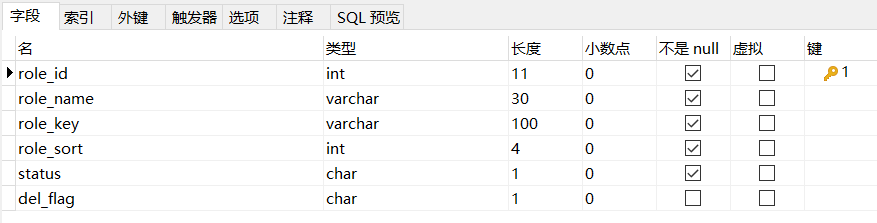 字段 索引 外键 触发器 选项 注释 SQL 预览
名 类型 长度 小数点 不是 null 虚拟 键
role_id int 11 0 1
role_name varchar 30 0
role_key varchar 100 0
role_sort int 4 0
status char 1 0
del_flag char 1 0